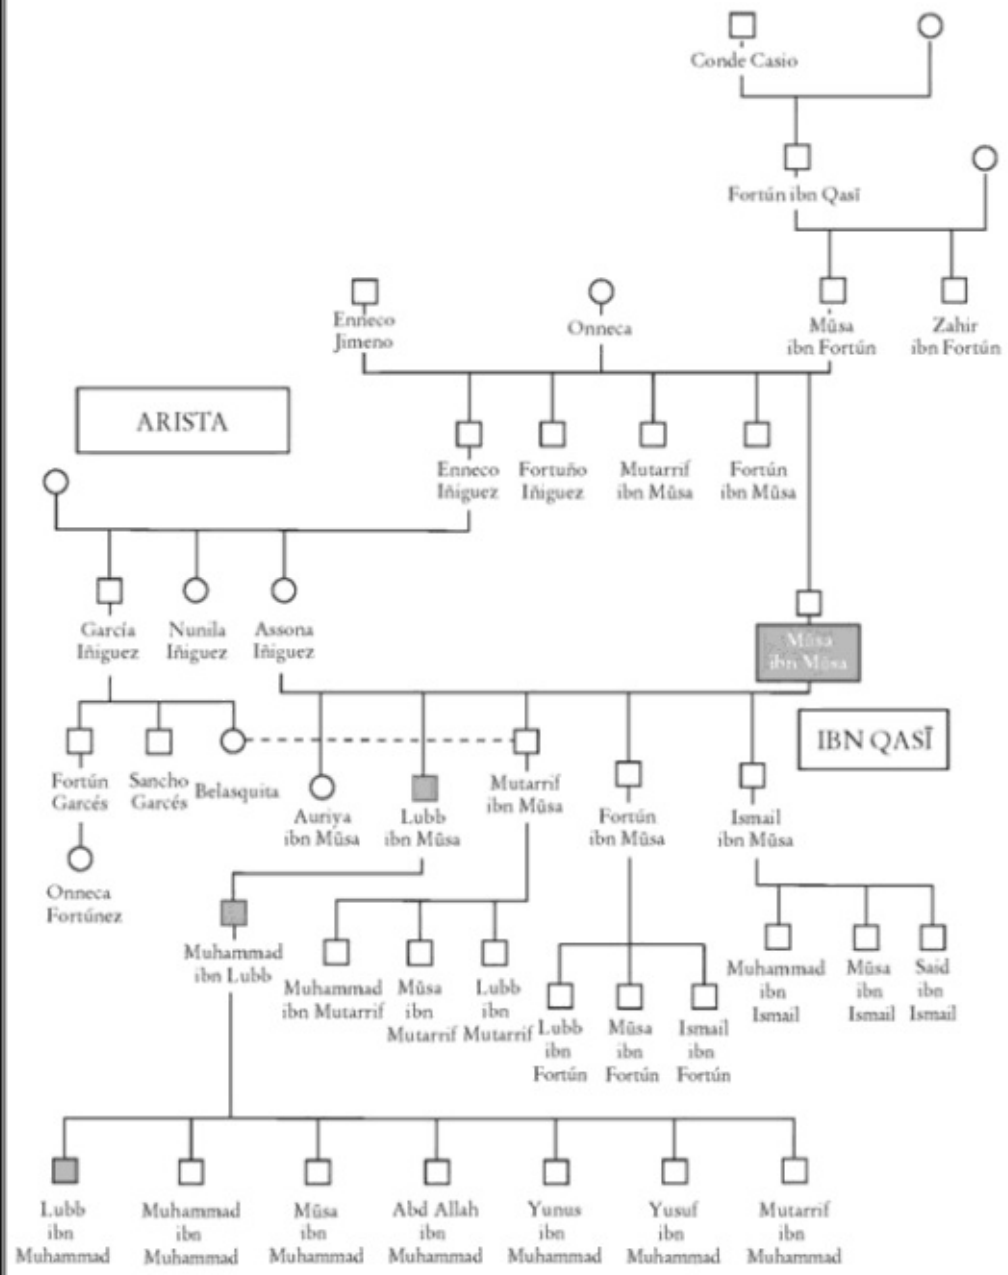 Conde Casio
Fortún ibn Qasī
Enneco
Jimeno
Onneca
Mūsa
ibn Fortún
Zahir
ibn Fortún
ARISTA
Enneco
Iñiguez
Fortuño
Iñiguez
Mutarrif
ibn Mūsa
Fortún
ibn Mūsa
García
Iñiguez
Nunila
Iñiguez
Assona
Iñiguez
Mūsa
ibn Mūsa
IBN QASĪ
Fortún
Garcés
Sancho
Garcés
Belasquita
Auriya
ibn Mūsa
Lubb
ibn Mūsa
Mutarrif
ibn Mūsa
Fortún
ibn Mūsa
Ismail
ibn Mūsa
Onneca
Fortúnez
Muhammad
ibn Lubb
Muhammad
ibn Mutarrif
Mūsa
ibn
Mutarrif
Lubb
ibn
Mutarrif
Lubb
ibn
Fortún
Mūsa
ibn
Fortún
Ismail
ibn
Fortún
Muhammad
ibn
Ismail
Mūsa
ibn
Ismail
Said
ibn
Ismail
Lubb
ibn
Muhammad
Muhammad
ibn
Muhammad
Mūsa
ibn
Muhammad
Abd Allah
ibn
Muhammad
Yunus
ibn
Muhammad
Yusuf
ibn
Muhammad
Mutarrif
ibn
Muhammad